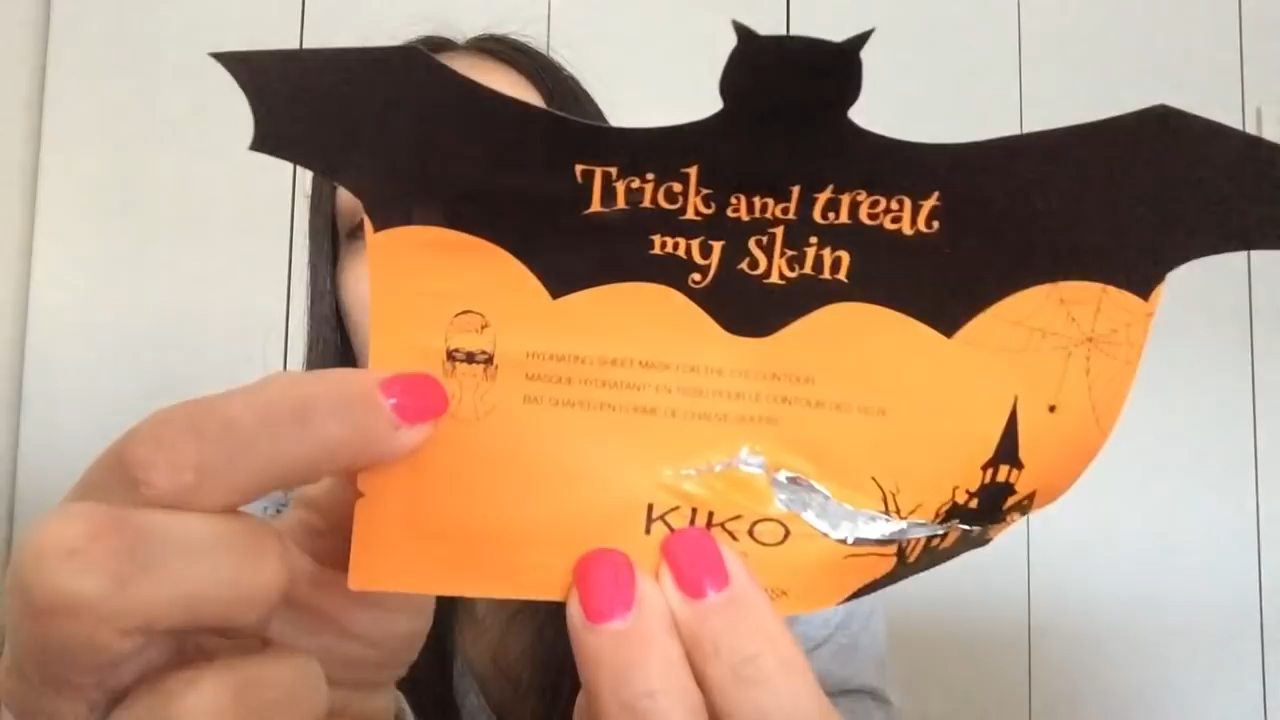 Trick and treat
my skin
HYDRATING SHEET MASK FOR THE EYE CONTOUR
MASQUE HYDRATANT EN TISSU POUR LE CONTOUR DES YEUX
BAT SHAPED/EN FORME DE CHAUVE-SOURIS
KIKO